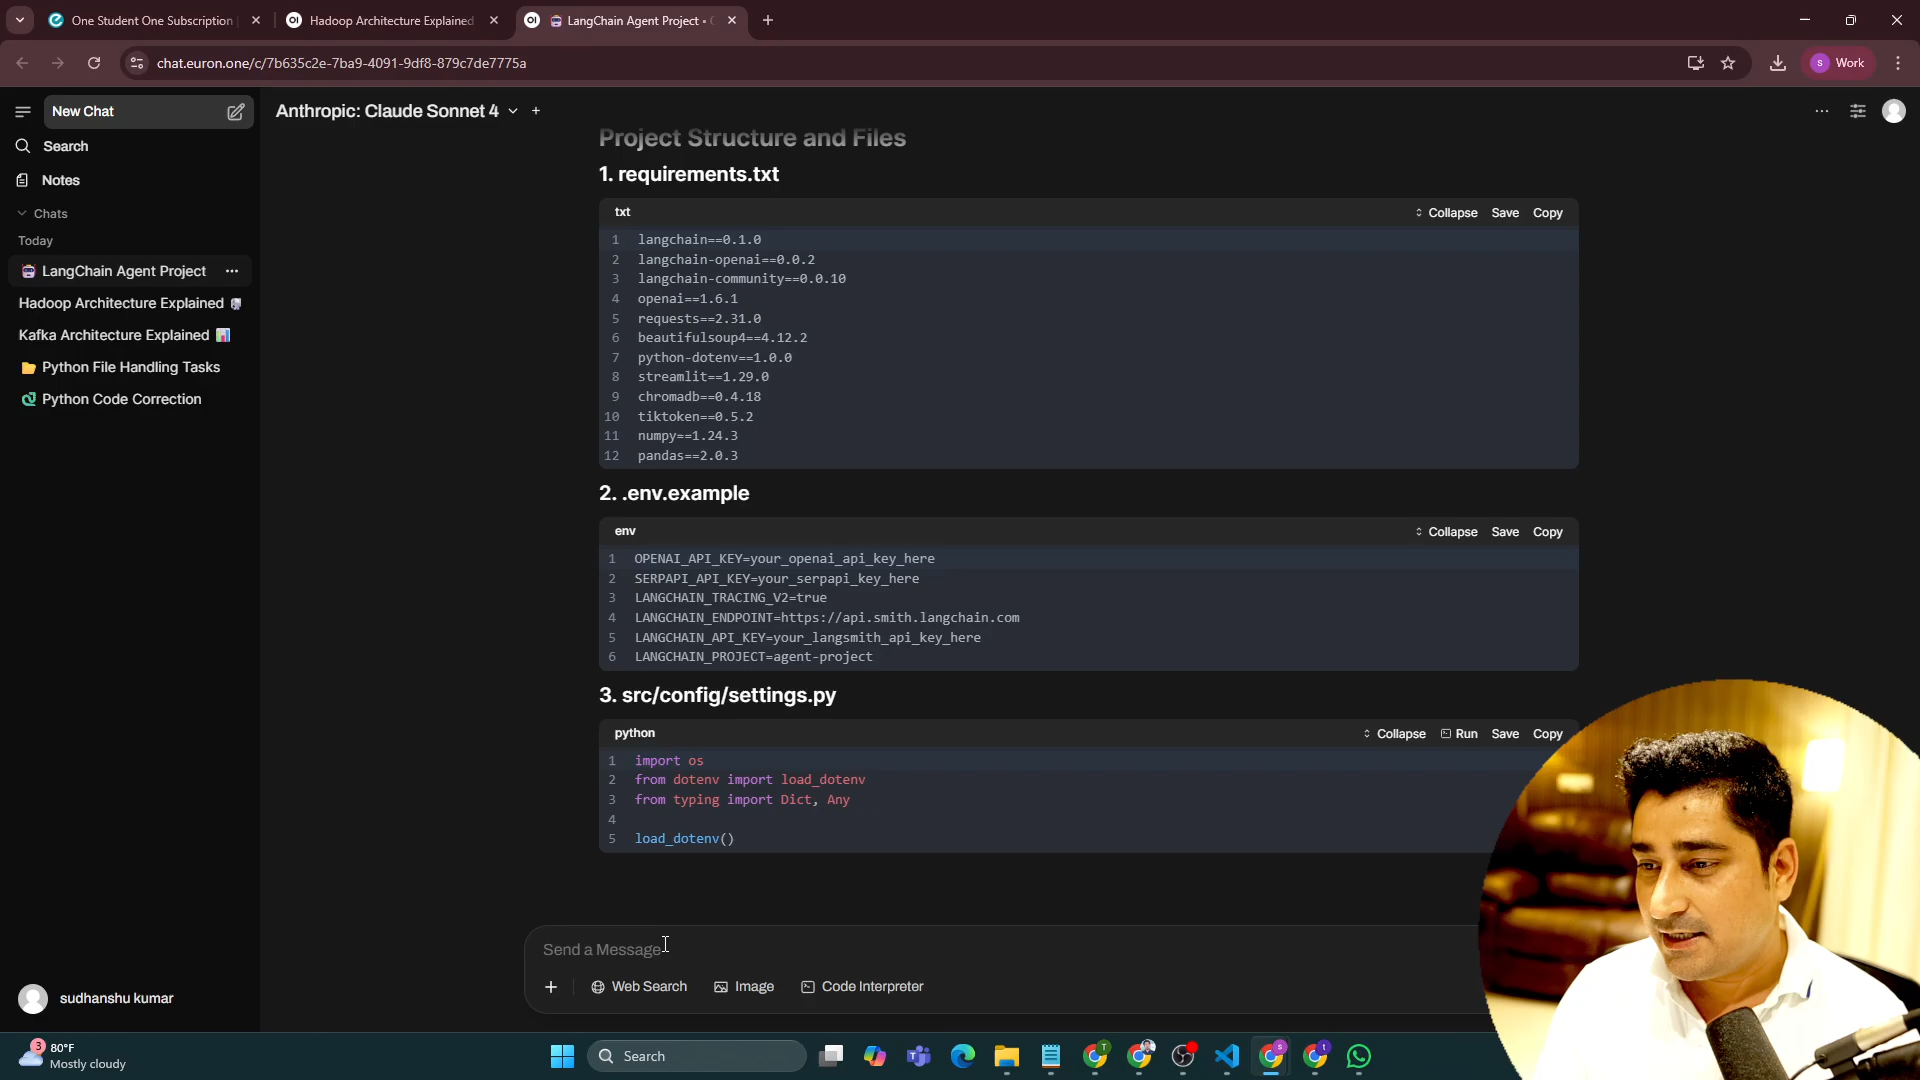 One Student One Subscription
Hadoop Architecture Explained
LangChain Agent Project •
chat.euron.one/c/7b635c2e-7ba9-4091-9df8-879c7de7775a
S Work
New Chat
Search
Notes
Chats
Today
LangChain Agent Project
Hadoop Architecture Explained
Kafka Architecture Explained
Python File Handling Tasks
Python Code Correction
sudhanshu kumar
Anthropic: Claude Sonnet 4
Project Structure and Files
1. requirements.txt
txt Collapse Save Copy
1 langchain==0.1.0
2 langchain-openai==0.0.2
3 langchain-community==0.0.10
4 openai==1.6.1
5 requests==2.31.0
6 beautifulsoup4==4.12.2
7 python-dotenv==1.0.0
8 streamlit==1.29.0
9 chromadb==0.4.18
10 tiktoken==0.5.2
11 numpy==1.24.3
12 pandas==2.0.3
2. .env.example
env Collapse Save Copy
1 OPENAI_API_KEY=your_openai_api_key_here
2 SERPAPI_API_KEY=your_serpapi_key_here
3 LANGCHAIN_TRACING_V2=true
4 LANGCHAIN_ENDPOINT=https://api.smith.langchain.com
5 LANGCHAIN_API_KEY=your_langsmith_api_key_here
6 LANGCHAIN_PROJECT=agent-project
3. src/config/settings.py
python Collapse Run Save Copy
1 import os
2 from dotenv import load_dotenv
3 from typing import Dict, Any
4
5 load_dotenv()
Send a Message
Web Search Image Code Interpreter
3 80°F
Mostly cloudy
Search